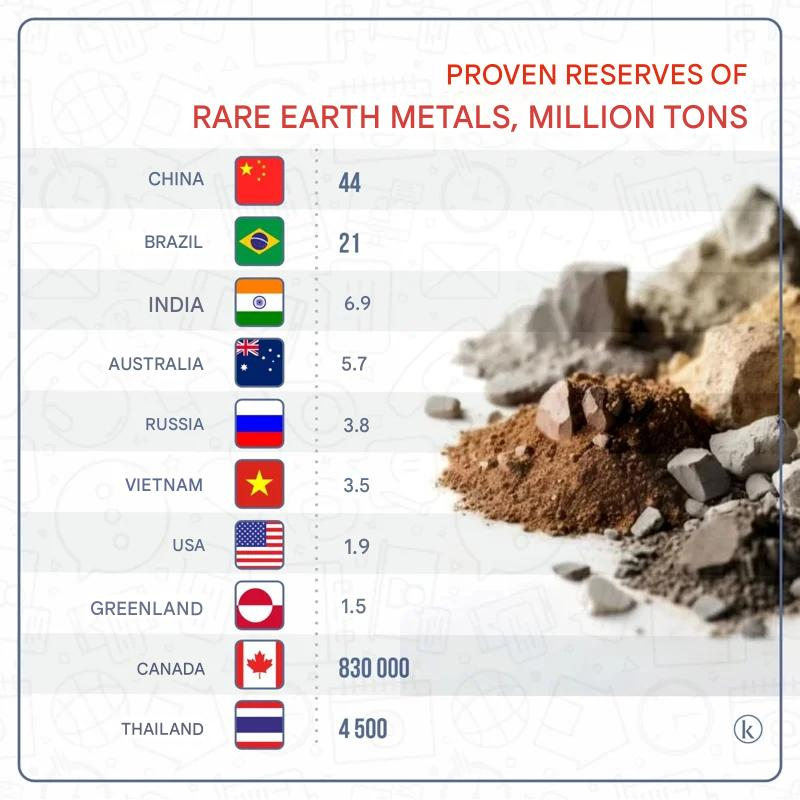 PROVEN RESERVES OF
RARE EARTH METALS, MILLION TONS
CHINA 44
BRAZIL 21
INDIA 6.9
AUSTRALIA 5.7
RUSSIA 3.8
VIETNAM 3.5
USA 1.9
GREENLAND 1.5
CANADA 830 000
THAILAND 4 500
k